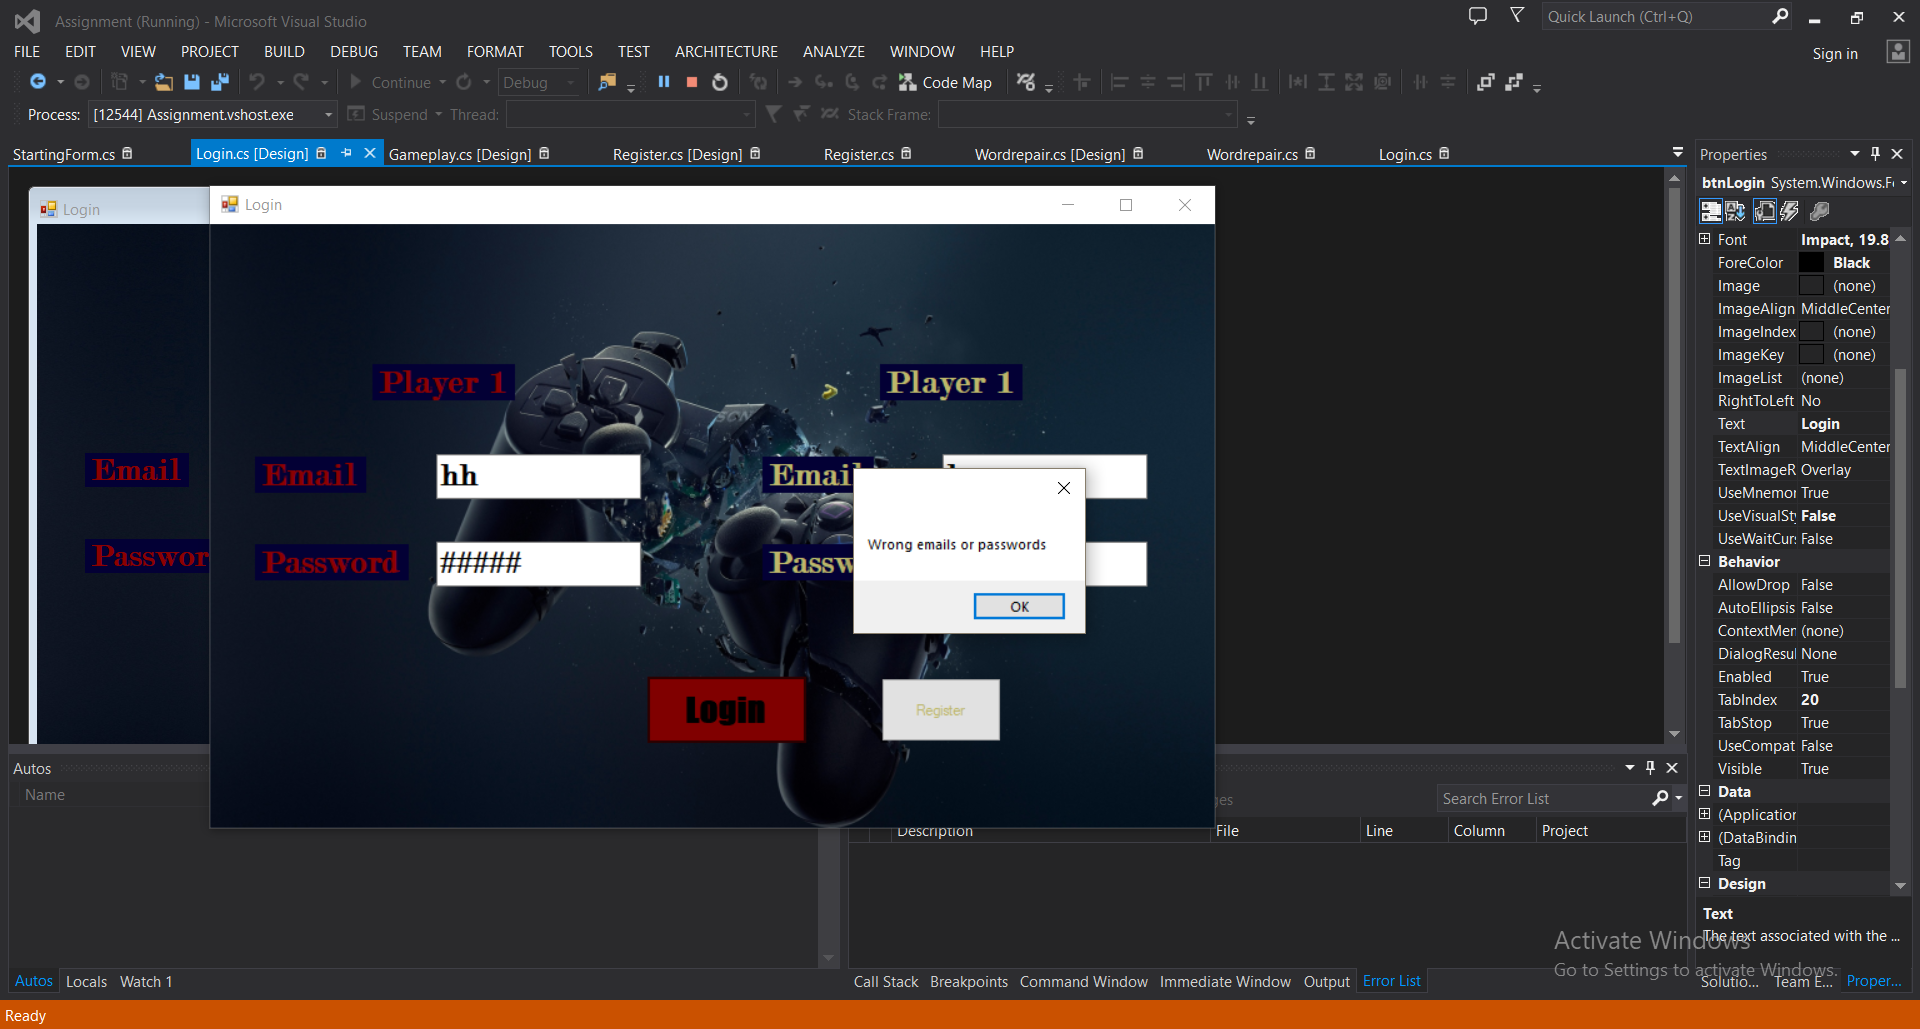 Assignment (Running) - Microsoft Visual Studio
Quick Launch (Ctrl+Q)
FILE EDIT VIEW PROJECT BUILD DEBUG TEAM FORMAT TOOLS TEST ARCHITECTURE ANALYZE WINDOW HELP
Sign in
Continue Debug Code Map
Process: [12544] Assignment.vshost.exe Suspend Thread: Stack Frame:
StartingForm.cs Login.cs [Design] Gameplay.cs [Design] Register.cs [Design] Register.cs Wordrepair.cs [Design] Wordrepair.cs Login.cs
Login
Email
Passwor
Login
Player 1 Player 1
Email hh Email
Password ##### Passw
Wrong emails or passwords
OK
Login Register
Properties
btnLogin System.Windows.F
Font Impact, 19.8
ForeColor Black
Image (none)
ImageAlign MiddleCenter
ImageIndex (none)
ImageKey (none)
ImageList (none)
RightToLeft No
Text Login
TextAlign MiddleCenter
TextImageR Overlay
UseMnemor True
UseVisualSt False
UseWaitCur False
Behavior
AllowDrop False
AutoEllipsis False
ContextMen (none)
DialogResul None
Enabled True
TabIndex 20
TabStop True
UseCompat False
Visible True
Data
(Application
(DataBindin
Tag
Design
Text
The text associated with the ...
Autos
Name
ges
Search Error List
Description File Line Column Project
Activate Windows
Go to Settings to activate Windows.
Autos Locals Watch 1
Call Stack Breakpoints Command Window Immediate Window Output Error List
Solutio... Team E... Proper...
Ready